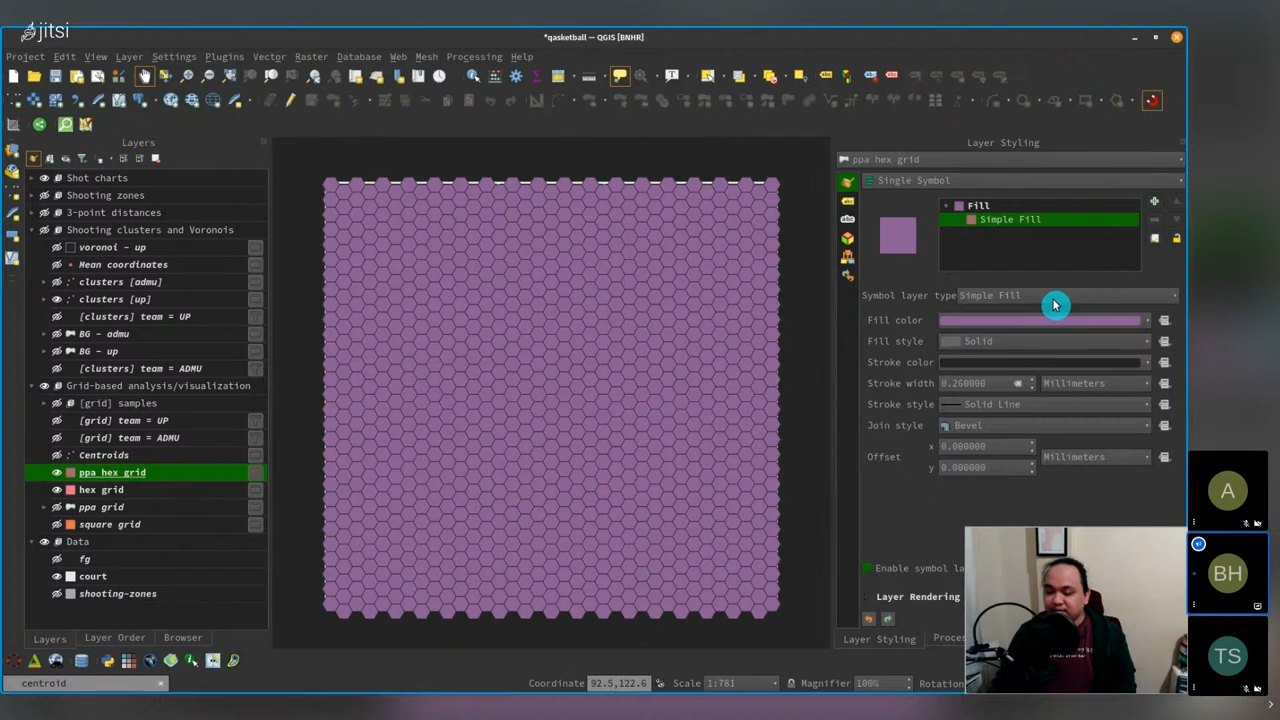 jitsi
*qasketball — QGIS [BNHR]
Project Edit View Layer Settings Plugins Vector Raster Database Web Mesh Processing Help
Layers
Shot charts
Shooting zones
3-point distances
Shooting clusters and Voronois
voronoi - up
Mean coordinates
clusters [admu]
clusters [up]
[clusters] team = UP
BG - admu
BG - up
[clusters] team = ADMU
Grid-based analysis/visualization
[grid] samples
[grid] team = UP
[grid] team = ADMU
Centroids
ppa hex grid
hex grid
ppa grid
square grid
Data
fg
court
shooting-zones
Layers Layer Order Browser
Layer Styling
ppa hex grid
Single Symbol
Fill
Simple Fill
Symbol layer type Simple Fill
Fill color
Fill style Solid
Stroke color
Stroke width 0.260000 Millimeters
Stroke style Solid Line
Join style Bevel
x 0.000000
Offset Millimeters
y 0.000000
Enable symbol la
Layer Rendering
Layer Styling Proces
centroid
Coordinate 92.5,122.6 Scale 1:781 Magnifier 100% Rotation
A
BH
TS